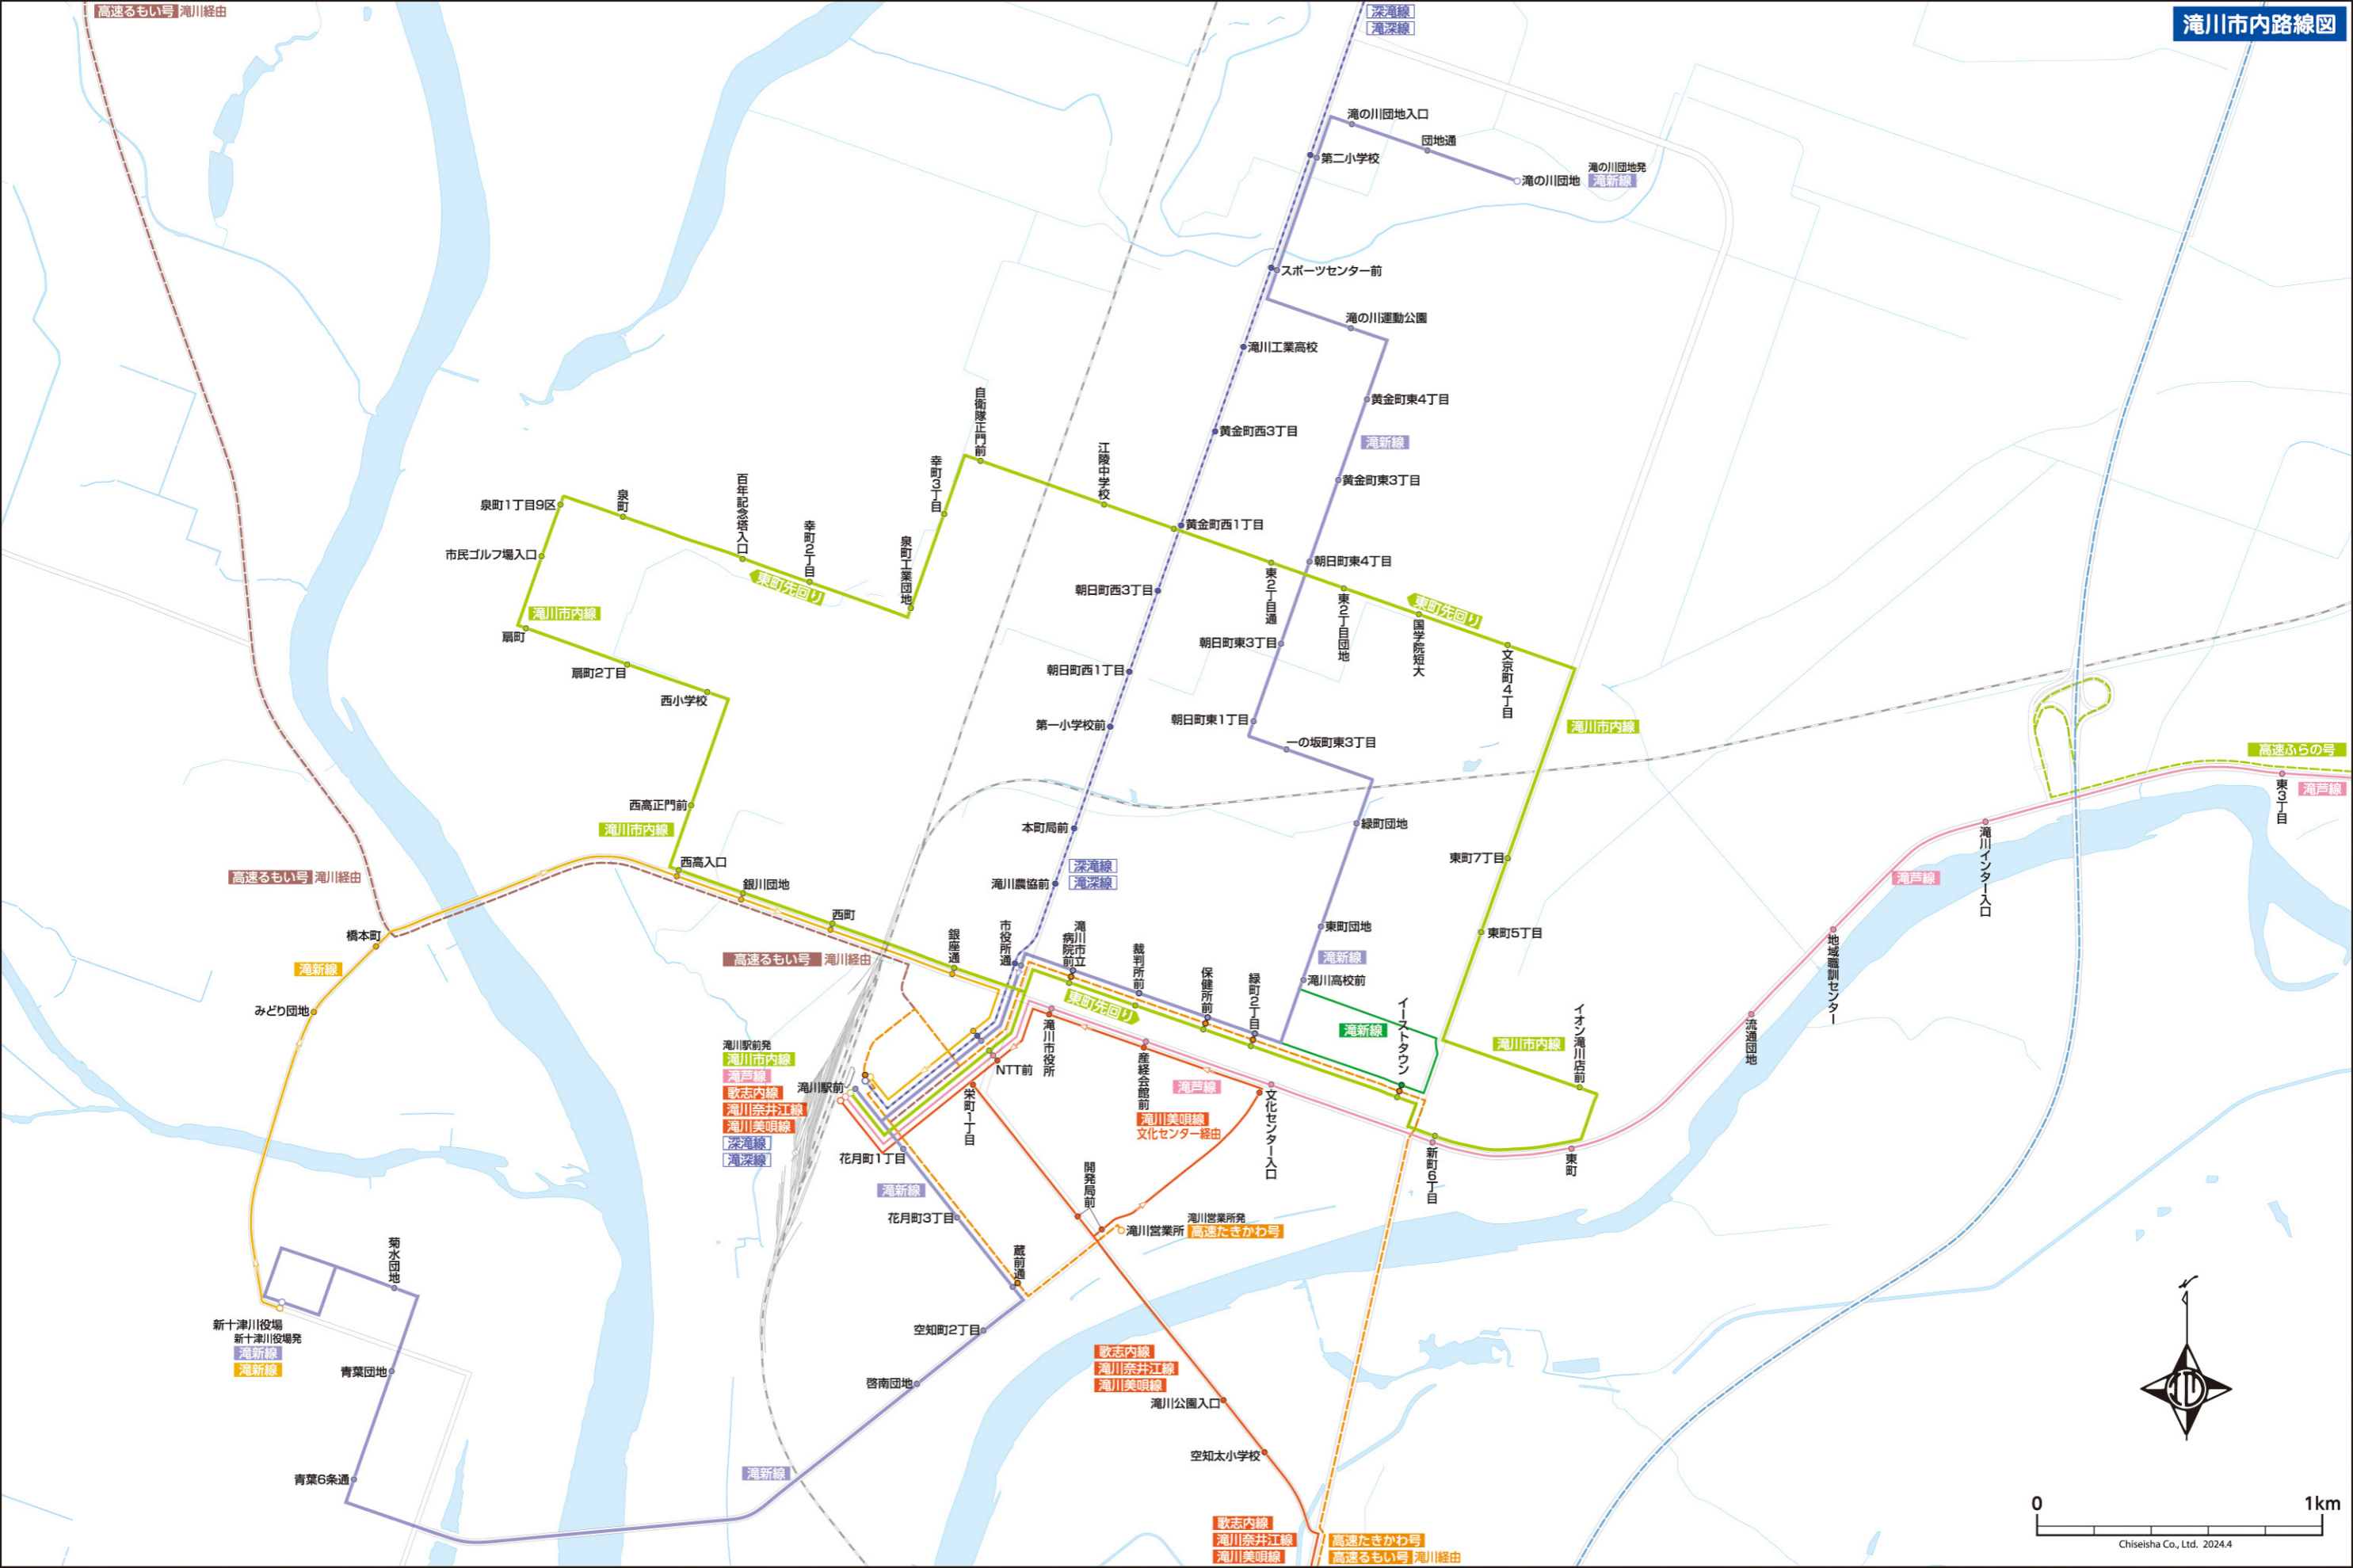 高速るもい号 滝川経由
深滝線
滝深線
滝川市内路線図
滝の川団地入口
団地通
第二小学校
滝の川団地
滝の川団地発
滝新線
スポーツセンター前
滝の川運動公園
滝川工業高校
黄金町東4丁目
自衛隊正門前
黄金町西3丁目
滝新線
江陵中学校
幸町3丁目
百年記念塔入口
黄金町東3丁目
泉町
泉町1丁目9区
幸町2丁目
黄金町西1丁目
泉町工業団地
市民ゴルフ場入口
朝日町東4丁目
東町先回り
朝日町西3丁目
東2丁目通
東2丁目団地
東町先回り
滝川市内線
国学院短大
扇町
朝日町東3丁目
文京町4丁目
扇町2丁目
朝日町西1丁目
西小学校
第一小学校前
朝日町東1丁目
滝川市内線
一の坂町東3丁目
高速ふらの号
東3丁目
滝芦線
西高正門前
滝川市内線
本町局前
緑町団地
滝川インター入口
西高入口
東町7丁目
深滝線
滝深線
高速るもい号 滝川経由
銀川団地
滝川農協前
滝芦線
西町
橋本町
銀座通
市役所通
滝川市立
病院前
裁判所前
東町団地
東町5丁目
地域職訓センター
高速るもい号 滝川経由
滝新線
滝新線
保健所前
緑町2丁目
滝川高校前
みどり団地
東町先回り
イーストタウン
イオン滝川店前
流通団地
滝新線
滝川市役所
滝川市内線
滝川駅前発
滝川市内線
滝芦線
歌志内線
滝川奈井江線
滝川美唄線
深滝線
滝深線
滝川駅前
NTT前
産経会館前
滝芦線
栄町1丁目
文化センター入口
滝川美唄線
文化センター経由
花月町1丁目
新町6丁目
東町
開発局前
滝新線
花月町3丁目
滝川営業所
滝川営業所発
高速たきかわ号
菊水団地
蔵前通
新十津川役場
新十津川役場発
滝新線
滝新線
空知町2丁目
青葉団地
啓南団地
歌志内線
滝川奈井江線
滝川美唄線
滝川公園入口
空知太小学校
滝新線
青葉6条通
歌志内線
滝川奈井江線
滝川美唄線
高速たきかわ号
高速るもい号 滝川経由
0 1km
Chiseisha Co., Ltd. 2024.4